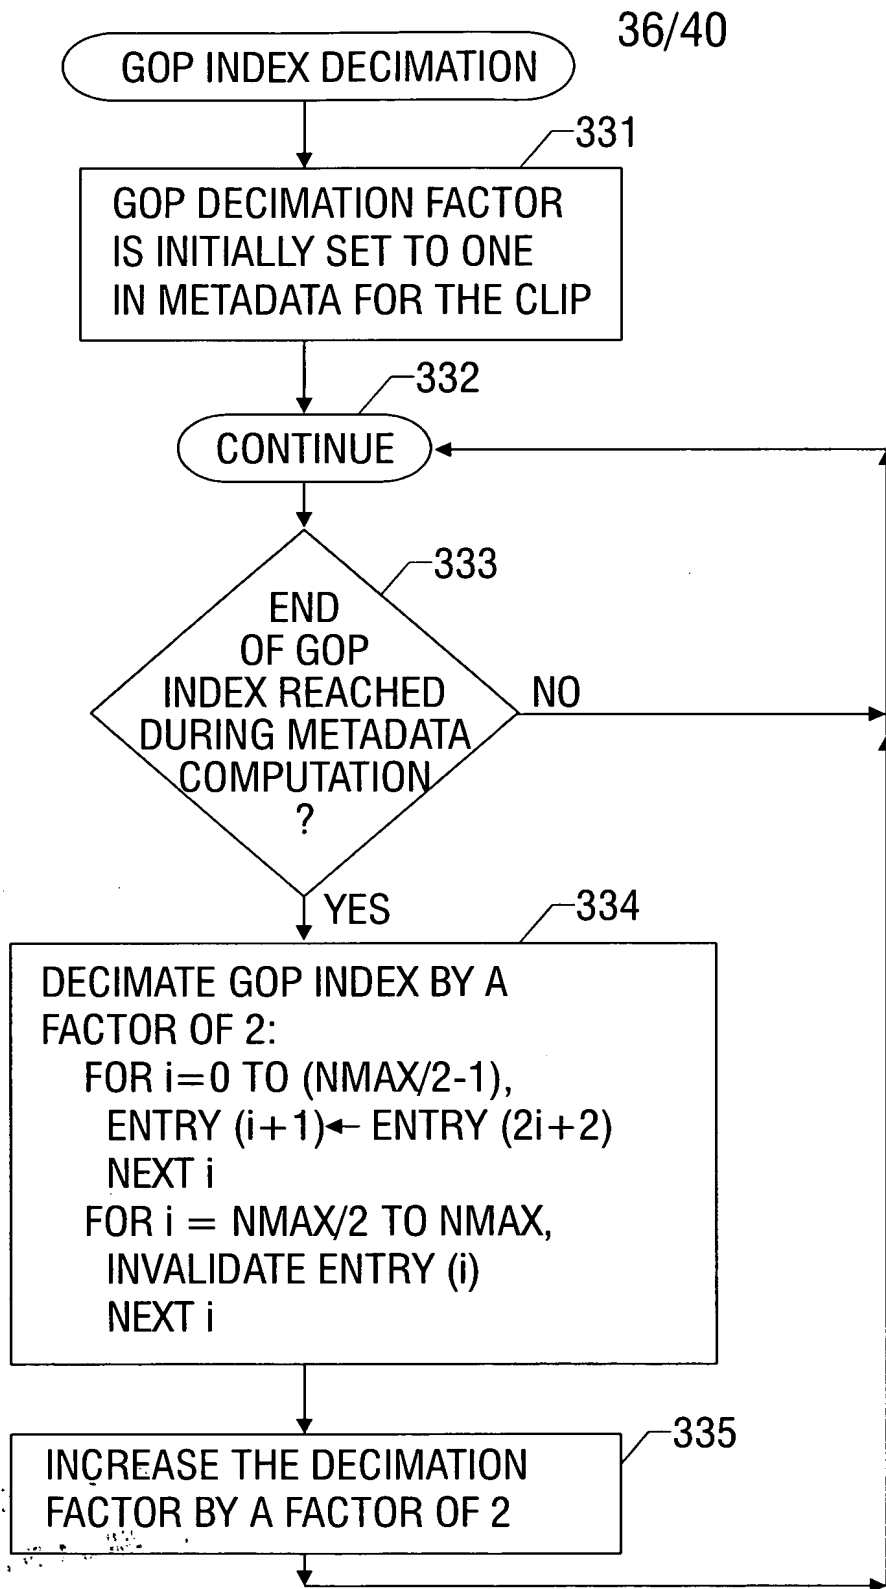 36/40
GOP INDEX DECIMATION
331
GOP DECIMATION FACTOR
IS INITIALLY SET TO ONE
IN METADATA FOR THE CLIP
332
CONTINUE
333
END
OF GOP
INDEX REACHED
DURING METADATA
COMPUTATION
?
NO
YES
334
DECIMATE GOP INDEX BY A
FACTOR OF 2:
FOR i=0 TO (NMAX/2-1),
ENTRY (i+1)← ENTRY (2i+2)
NEXT i
FOR i = NMAX/2 TO NMAX,
INVALIDATE ENTRY (i)
NEXT i
335
INCREASE THE DECIMATION
FACTOR BY A FACTOR OF 2